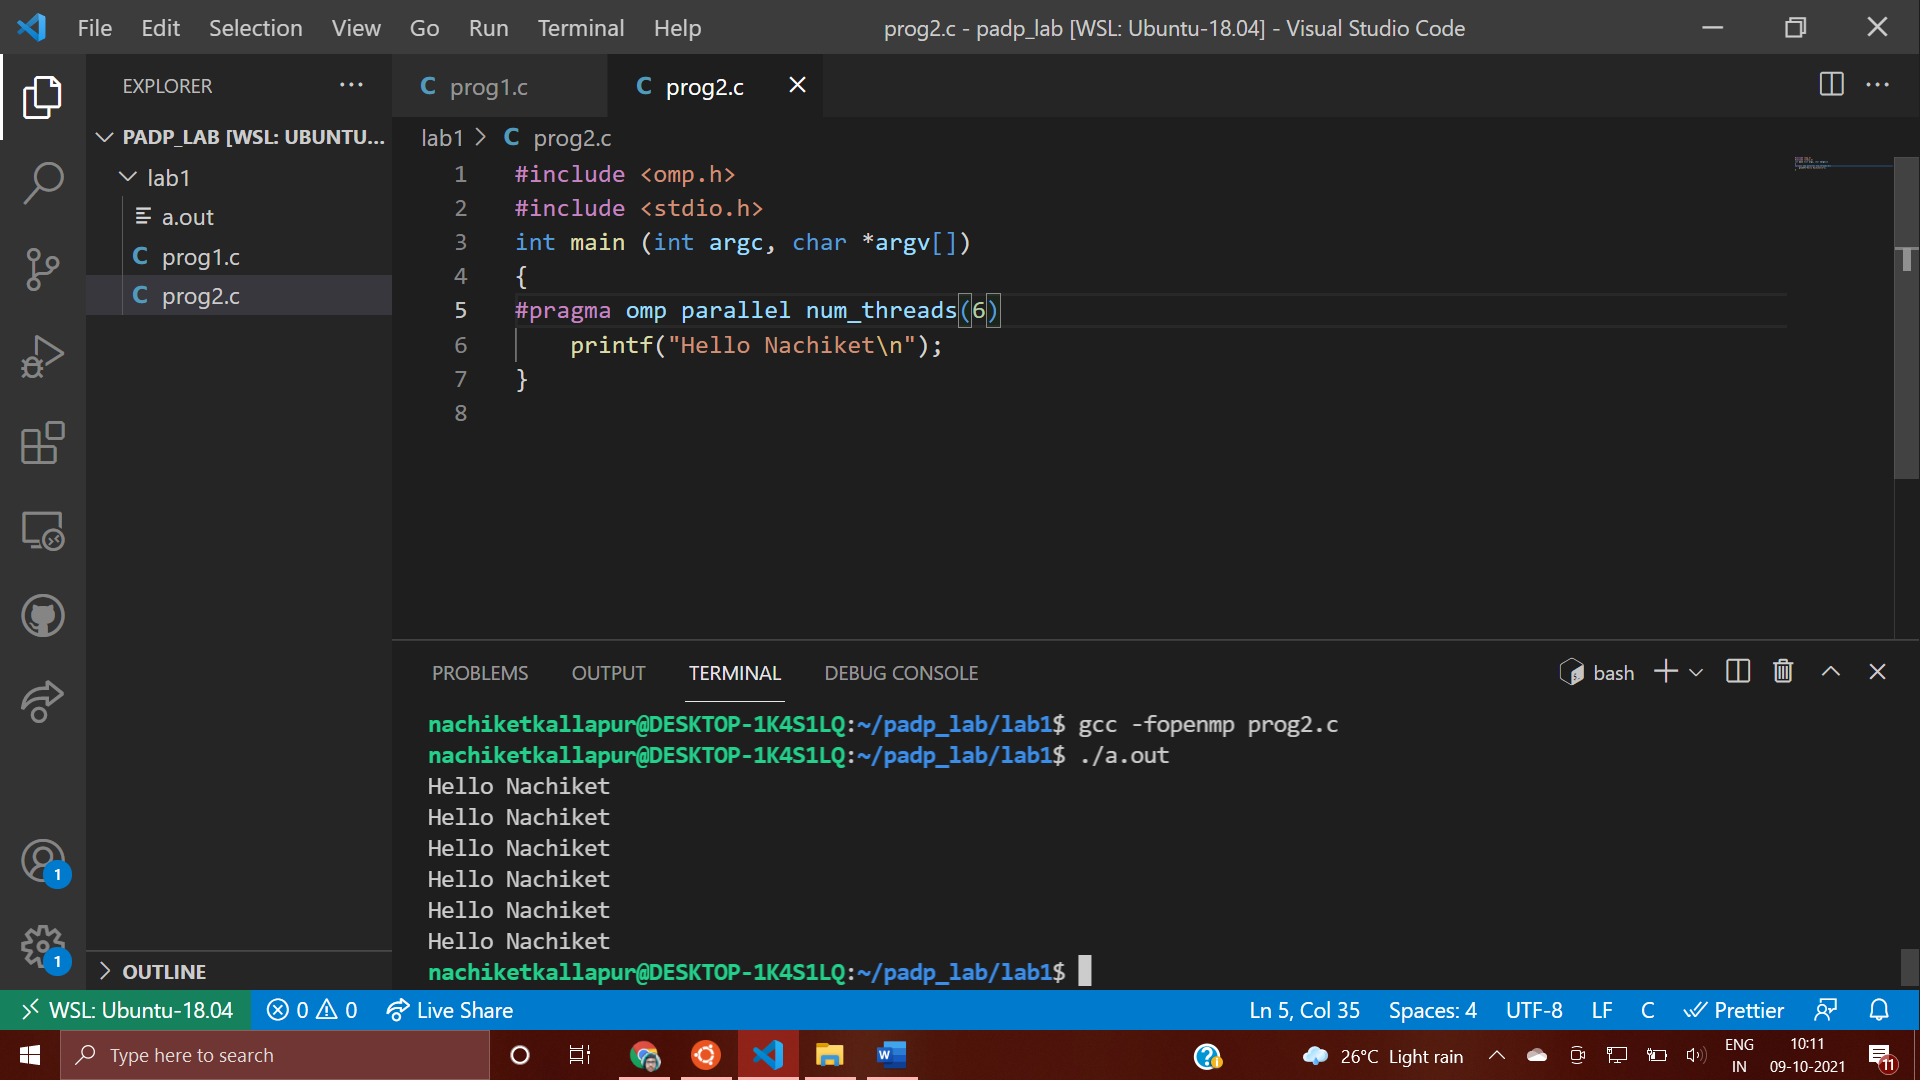 File Edit Selection View Go Run Terminal Help
prog2.c - padp_lab [WSL: Ubuntu-18.04] - Visual Studio Code
EXPLORER
PADP_LAB [WSL: UBUNTU...
lab1
a.out
C prog1.c
C prog2.c
OUTLINE
C prog1.c
C prog2.c
lab1 > C prog2.c
1 #include <omp.h>
2 #include <stdio.h>
3 int main (int argc, char *argv[])
4 {
5 #pragma omp parallel num_threads(6)
6     printf("Hello Nachiket\n");
7 }
8
PROBLEMS OUTPUT TERMINAL DEBUG CONSOLE
bash
nachiketkallapur@DESKTOP-1K4S1LQ:~/padp_lab/lab1$ gcc -fopenmp prog2.c
nachiketkallapur@DESKTOP-1K4S1LQ:~/padp_lab/lab1$ ./a.out
Hello Nachiket
Hello Nachiket
Hello Nachiket
Hello Nachiket
Hello Nachiket
Hello Nachiket
nachiketkallapur@DESKTOP-1K4S1LQ:~/padp_lab/lab1$
1
1
WSL: Ubuntu-18.04 0 0 Live Share
Ln 5, Col 35 Spaces: 4 UTF-8 LF C Prettier
Type here to search
26°C Light rain
ENG
IN
10:11
09-10-2021
11